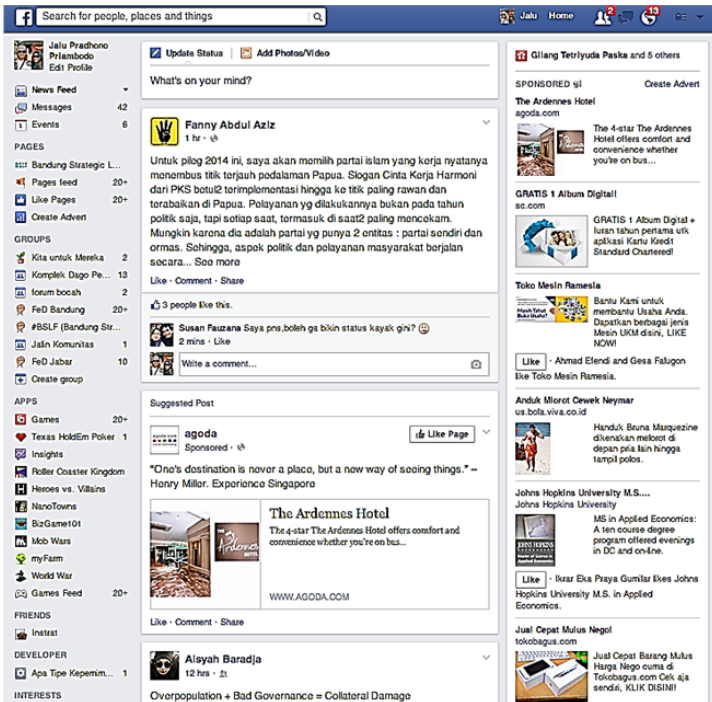 Search for people, places and things
Jalu
Home
2
13
Jalu Pradhono
Priambodo
Edit Profile
News Feed
Messages 42
Events 6
PAGES
Bandung Strategic L...
Pages feed 20+
Like Pages 20+
Create Advert
GROUPS
Kita untuk Mereka 2
Komplek Dago Pe... 13
forum bocah 2
FeD Bandung 20+
#BSLF (Bandung Str...
Jalin Komunitas 1
FeD Jabar 10
Create group
APPS
Games 20+
Texas HoldEm Poker 1
Insights
Roller Coaster Kingdom
Heroes vs. Villains
NanoTowns
BizGame101
Mob Wars
myFarm
World War
Games Feed 20+
FRIENDS
Instrat
DEVELOPER
Apa Tipe Kepemim... 1
INTERESTS
Update Status
Add Photos/Video
What's on your mind?
Fanny Abdul Aziz
1 hr ·
Untuk pileg 2014 ini, saya akan memilih partai islam yang kerja nyatanya
menembus titik terjauh pedalaman Papua. Slogan Cinta Kerja Harmoni
dari PKS betul2 terimplementasi hingga ke titik paling rawan dan
terabaikan di Papua. Pelayanan yg dilakukannya bukan pada tahun
politik saja, tapi setiap saat, termasuk di saat2 paling mencekam.
Mungkin karena dia adalah partai yg punya 2 entitas : partai sendiri dan
ormas. Sehingga, aspek politik dan pelayanan masyarakat berjalan
secara... See more
Like · Comment · Share
3 people like this.
Susan Fauzana Saya pns,boleh ga bikin status kayak gini?
2 mins · Like
Write a comment...
Suggested Post
agoda
Sponsored ·
Like Page
"One's destination is never a place, but a new way of seeing things." –
Henry Miller. Experience Singapore
The Ardennes Hotel
The 4-star The Ardennes Hotel offers comfort and
convenience whether you're on bus...
WWW.AGODA.COM
Like · Comment · Share
Aisyah Baradja
12 hrs ·
Overpopulation + Bad Governance = Collateral Damage
Gilang Tetriyuda Paska and 5 others
SPONSORED
Create Advert
The Ardennes Hotel
agoda.com
The 4-star The Ardennes
Hotel offers comfort and
convenience whether
you're on bus...
GRATIS 1 Album Digital!
sc.com
GRATIS 1 Album Digital +
Iuran tahun pertama utk
aplikasi Kartu Kredit
Standard Chartered!
Toko Mesin Ramesia
Bantu Kami untuk
membantu Usaha Anda.
Dapatkan berbagai jenis
Mesin UKM disini, LIKE
NOW!
Like · Ahmad Efendi and Gesa Falugon
like Toko Mesin Ramesia.
Anduk Mlorot Cewek Neymar
us.bola.viva.co.id
Handuk Bruna Marquezine
dikenakan melorot di
depan pria lain hingga
tampil polos.
Johns Hopkins University M.S....
Johns Hopkins University
MS in Applied Economics:
A ten course degree
program offered evenings
in DC and on-line.
JOHNS HOPKINS
Like · Ikrar Eka Praya Gumilar likes Johns
Hopkins University M.S. in Applied
Economics.
Jual Cepat Mulus Nego!
tokobagus.com
Jual Cepat Barang Mulus
Harga Nego cuma di
Tokobagus.com Cek aja
sendiri, KLIK DISINI!